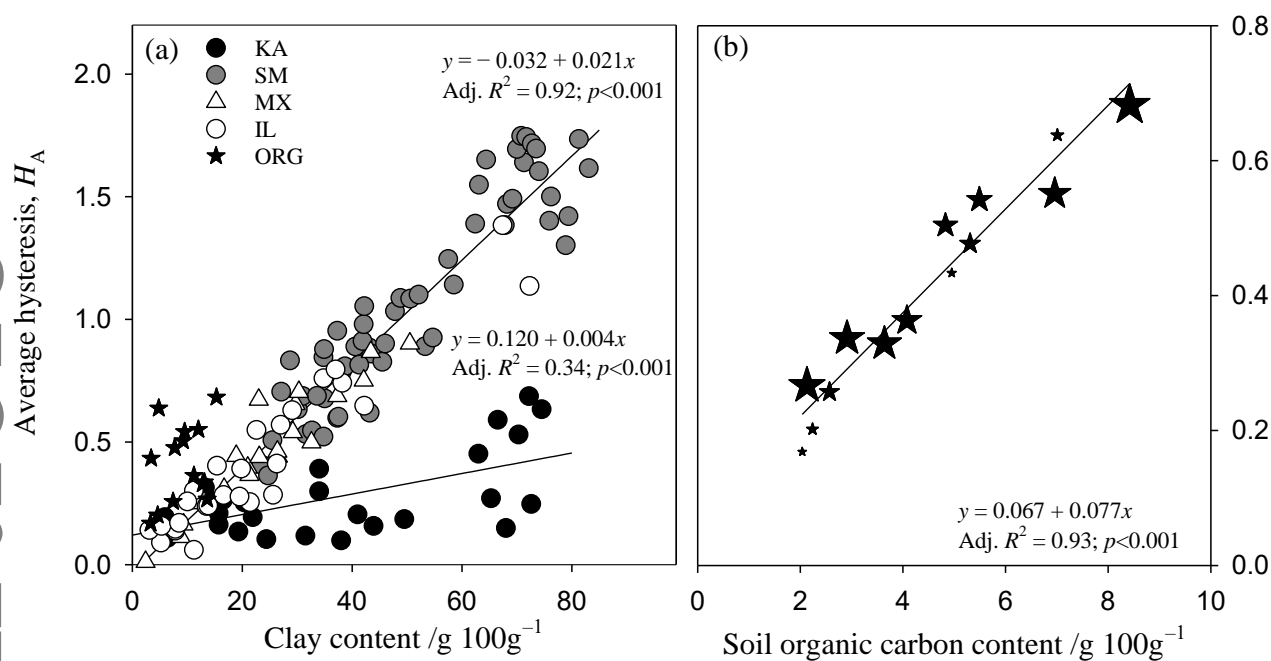 (a)
KA
SM
MX
IL
ORG
y = − 0.032 + 0.021x
Adj. R² = 0.92; p<0.001
y = 0.120 + 0.004x
Adj. R² = 0.34; p<0.001
Average hysteresis, H_A
2.0
1.5
1.0
0.5
0.0
0 20 40 60 80
Clay content /g 100g⁻¹
(b)
y = 0.067 + 0.077x
Adj. R² = 0.93; p<0.001
0.8
0.6
0.4
0.2
0.0
0 2 4 6 8 10
Soil organic carbon content /g 100g⁻¹